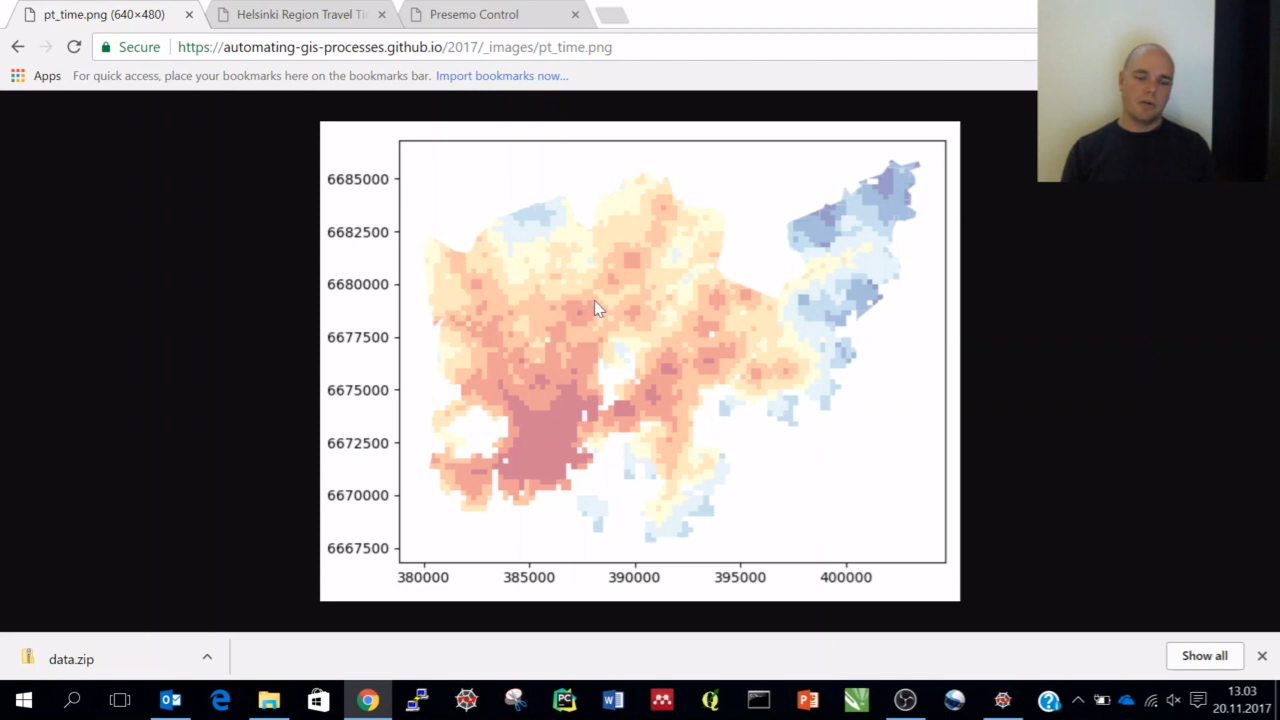 pt_time.png (640×480)
Helsinki Region Travel Ti
Presemo Control
Secure
https://automating-gis-processes.github.io/2017/_images/pt_time.png
Apps
For quick access, place your bookmarks here on the bookmarks bar. Import bookmarks now...
6685000
6682500
6680000
6677500
6675000
6672500
6670000
6667500
380000 385000 390000 395000 400000
data.zip
Show all
13.03
20.11.2017